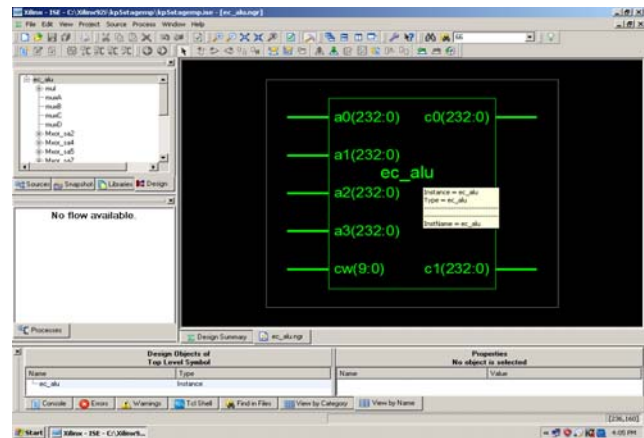 Xilinx - ISE - C:\Xilinx92i\kp5stagemp\kp5stagemp.ise - [ec_alu.ngr]
File Edit View Project Source Process Window Help
66
ec_alu
mul
muxA
muxB
muxC
muxD
Mxor_sa2
Mxor_sa4
Mxor_sa5
Mxor_sa7
Sources Snapshot Libraries Design
No flow available.
Processes
a0(232:0) c0(232:0)
a1(232:0)
ec_alu
a2(232:0)
Instance = ec_alu
Type = ec_alu
InstName = ec_alu
a3(232:0)
cw(9:0) c1(232:0)
Design Summary ec_alu.ngr
Design Objects of
Top Level Symbol
Properties
No object is selected
Name Type Name Value
ec_alu Instance
Console Errors Warnings Tcl Shell Find in Files View by Category View by Name
[236,160]
Start Xilinx - ISE - C:\Xilinx9... 4:05 PM